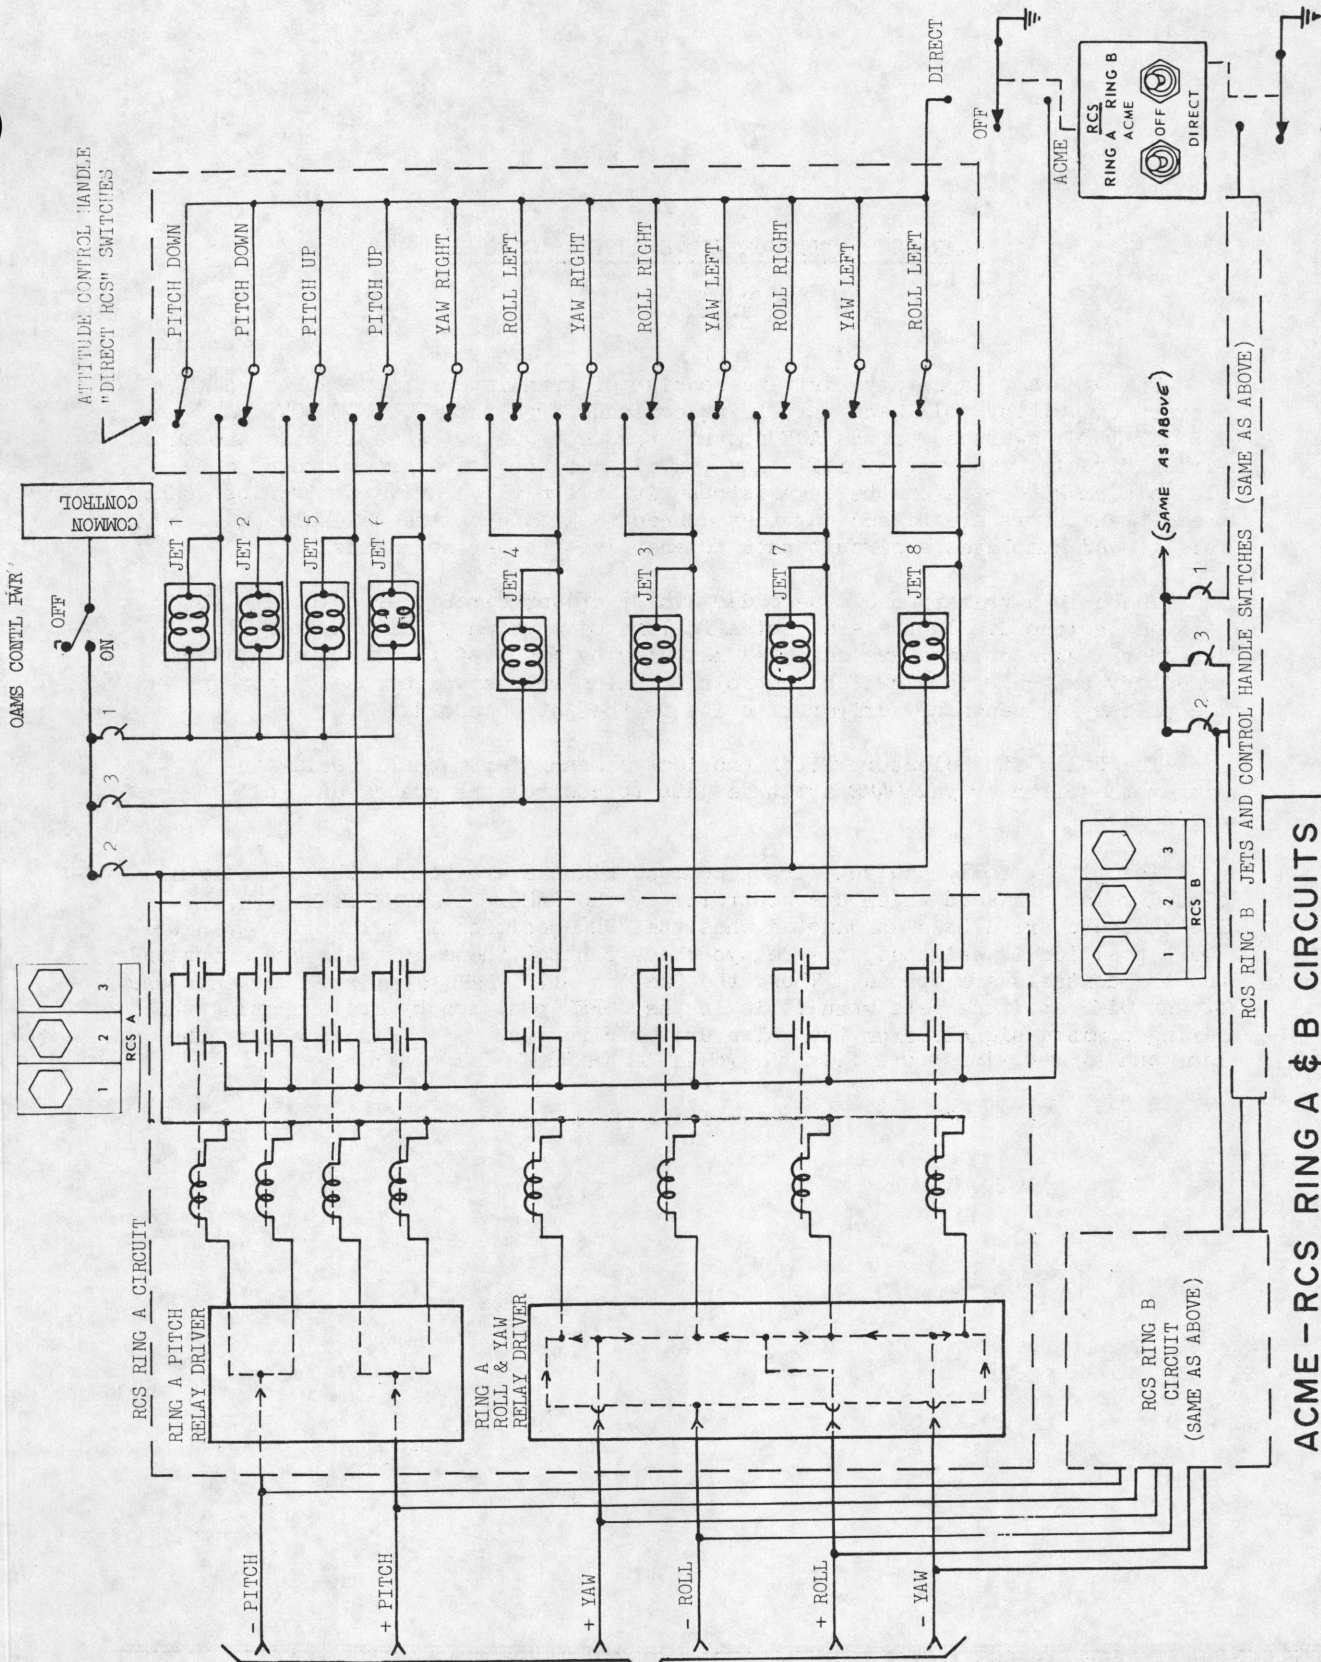 OAMS CONTL PWR
OFF
ON
COMMON
CONTROL
ATTITUDE CONTROL HANDLE
"DIRECT RCS" SWITCHES
1
3
2
RCS A
1
2
3
JET 1
JET 2
JET 5
JET 6
JET 4
JET 3
JET 7
JET 8
PITCH DOWN
PITCH DOWN
PITCH UP
PITCH UP
YAW RIGHT
ROLL LEFT
YAW RIGHT
ROLL RIGHT
YAW LEFT
ROLL RIGHT
YAW LEFT
ROLL LEFT
DIRECT
OFF
ACME
RCS
RING A RING B
ACME
OFF
DIRECT
RCS RING A CIRCUIT
RING A PITCH
RELAY DRIVER
RING A
ROLL & YAW
RELAY DRIVER
- PITCH
+ PITCH
+ YAW
- ROLL
+ ROLL
- YAW
RCS RING B
CIRCUIT
(SAME AS ABOVE)
1
2
3
RCS B
2
3
1
(SAME AS ABOVE)
RCS RING B JETS AND CONTROL HANDLE SWITCHES (SAME AS ABOVE)
ACME - RCS RING A & B CIRCUITS